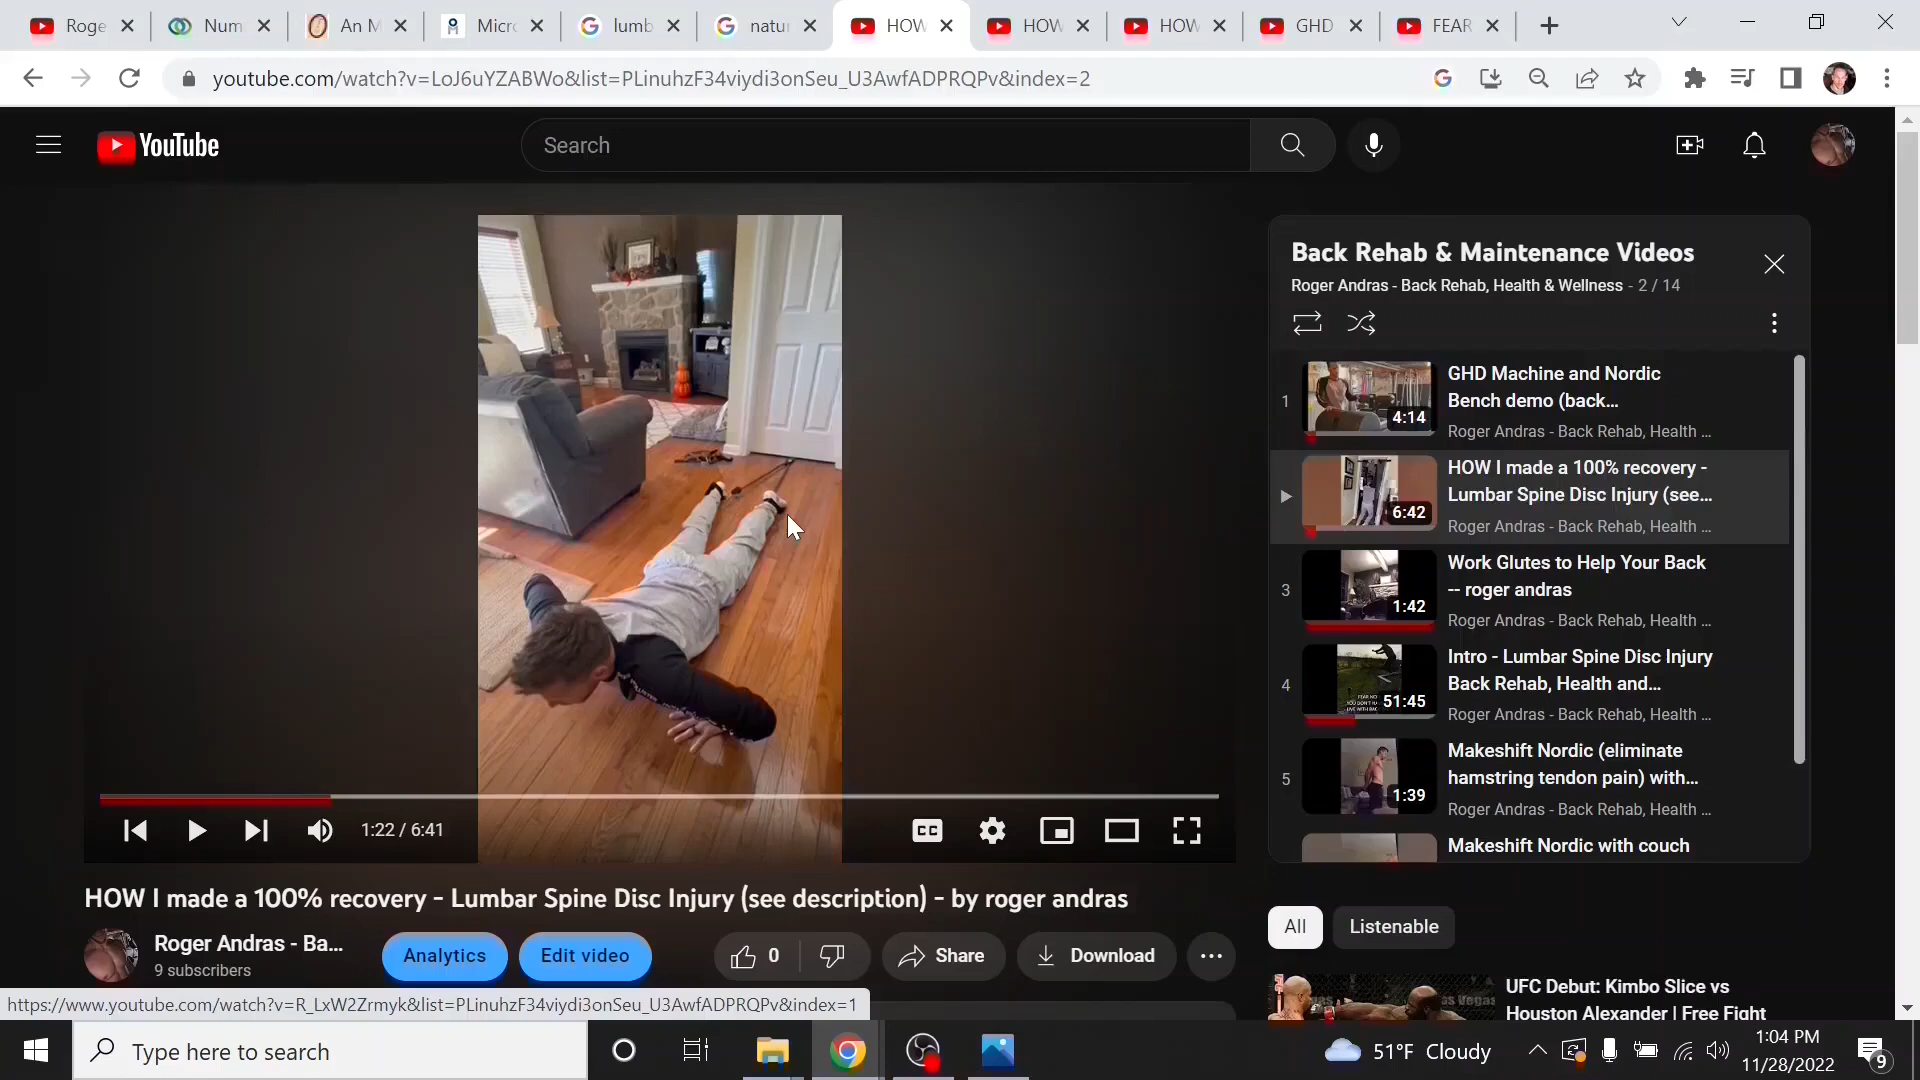 Roge
Num
An M
Micro
lumb
natur
HOW
HOW
HOW
GHD
FEAR
youtube.com/watch?v=LoJ6uYZABWo&list=PLinuhzF34viydi3onSeu_U3AwfADPRQPv&index=2
YouTube
Search
Back Rehab & Maintenance Videos
Roger Andras - Back Rehab, Health & Wellness - 2 / 14
1
4:14
GHD Machine and Nordic
Bench demo (back...
Roger Andras - Back Rehab, Health ...
6:42
HOW I made a 100% recovery -
Lumbar Spine Disc Injury (see...
Roger Andras - Back Rehab, Health ...
3
1:42
Work Glutes to Help Your Back
-- roger andras
Roger Andras - Back Rehab, Health ...
4
51:45
Intro - Lumbar Spine Disc Injury
Back Rehab, Health and...
Roger Andras - Back Rehab, Health ...
5
1:39
Makeshift Nordic (eliminate
hamstring tendon pain) with...
Roger Andras - Back Rehab, Health ...
Makeshift Nordic with couch
1:22 / 6:41
CC
HOW I made a 100% recovery - Lumbar Spine Disc Injury (see description) - by roger andras
Roger Andras - Ba...
9 subscribers
Analytics
Edit video
0
Share
Download
All
Listenable
UFC Debut: Kimbo Slice vs
Houston Alexander | Free Fight
https://www.youtube.com/watch?v=R_LxW2Zrmyk&list=PLinuhzF34viydi3onSeu_U3AwfADPRQPv&index=1
Type here to search
51°F Cloudy
1:04 PM
11/28/2022
9